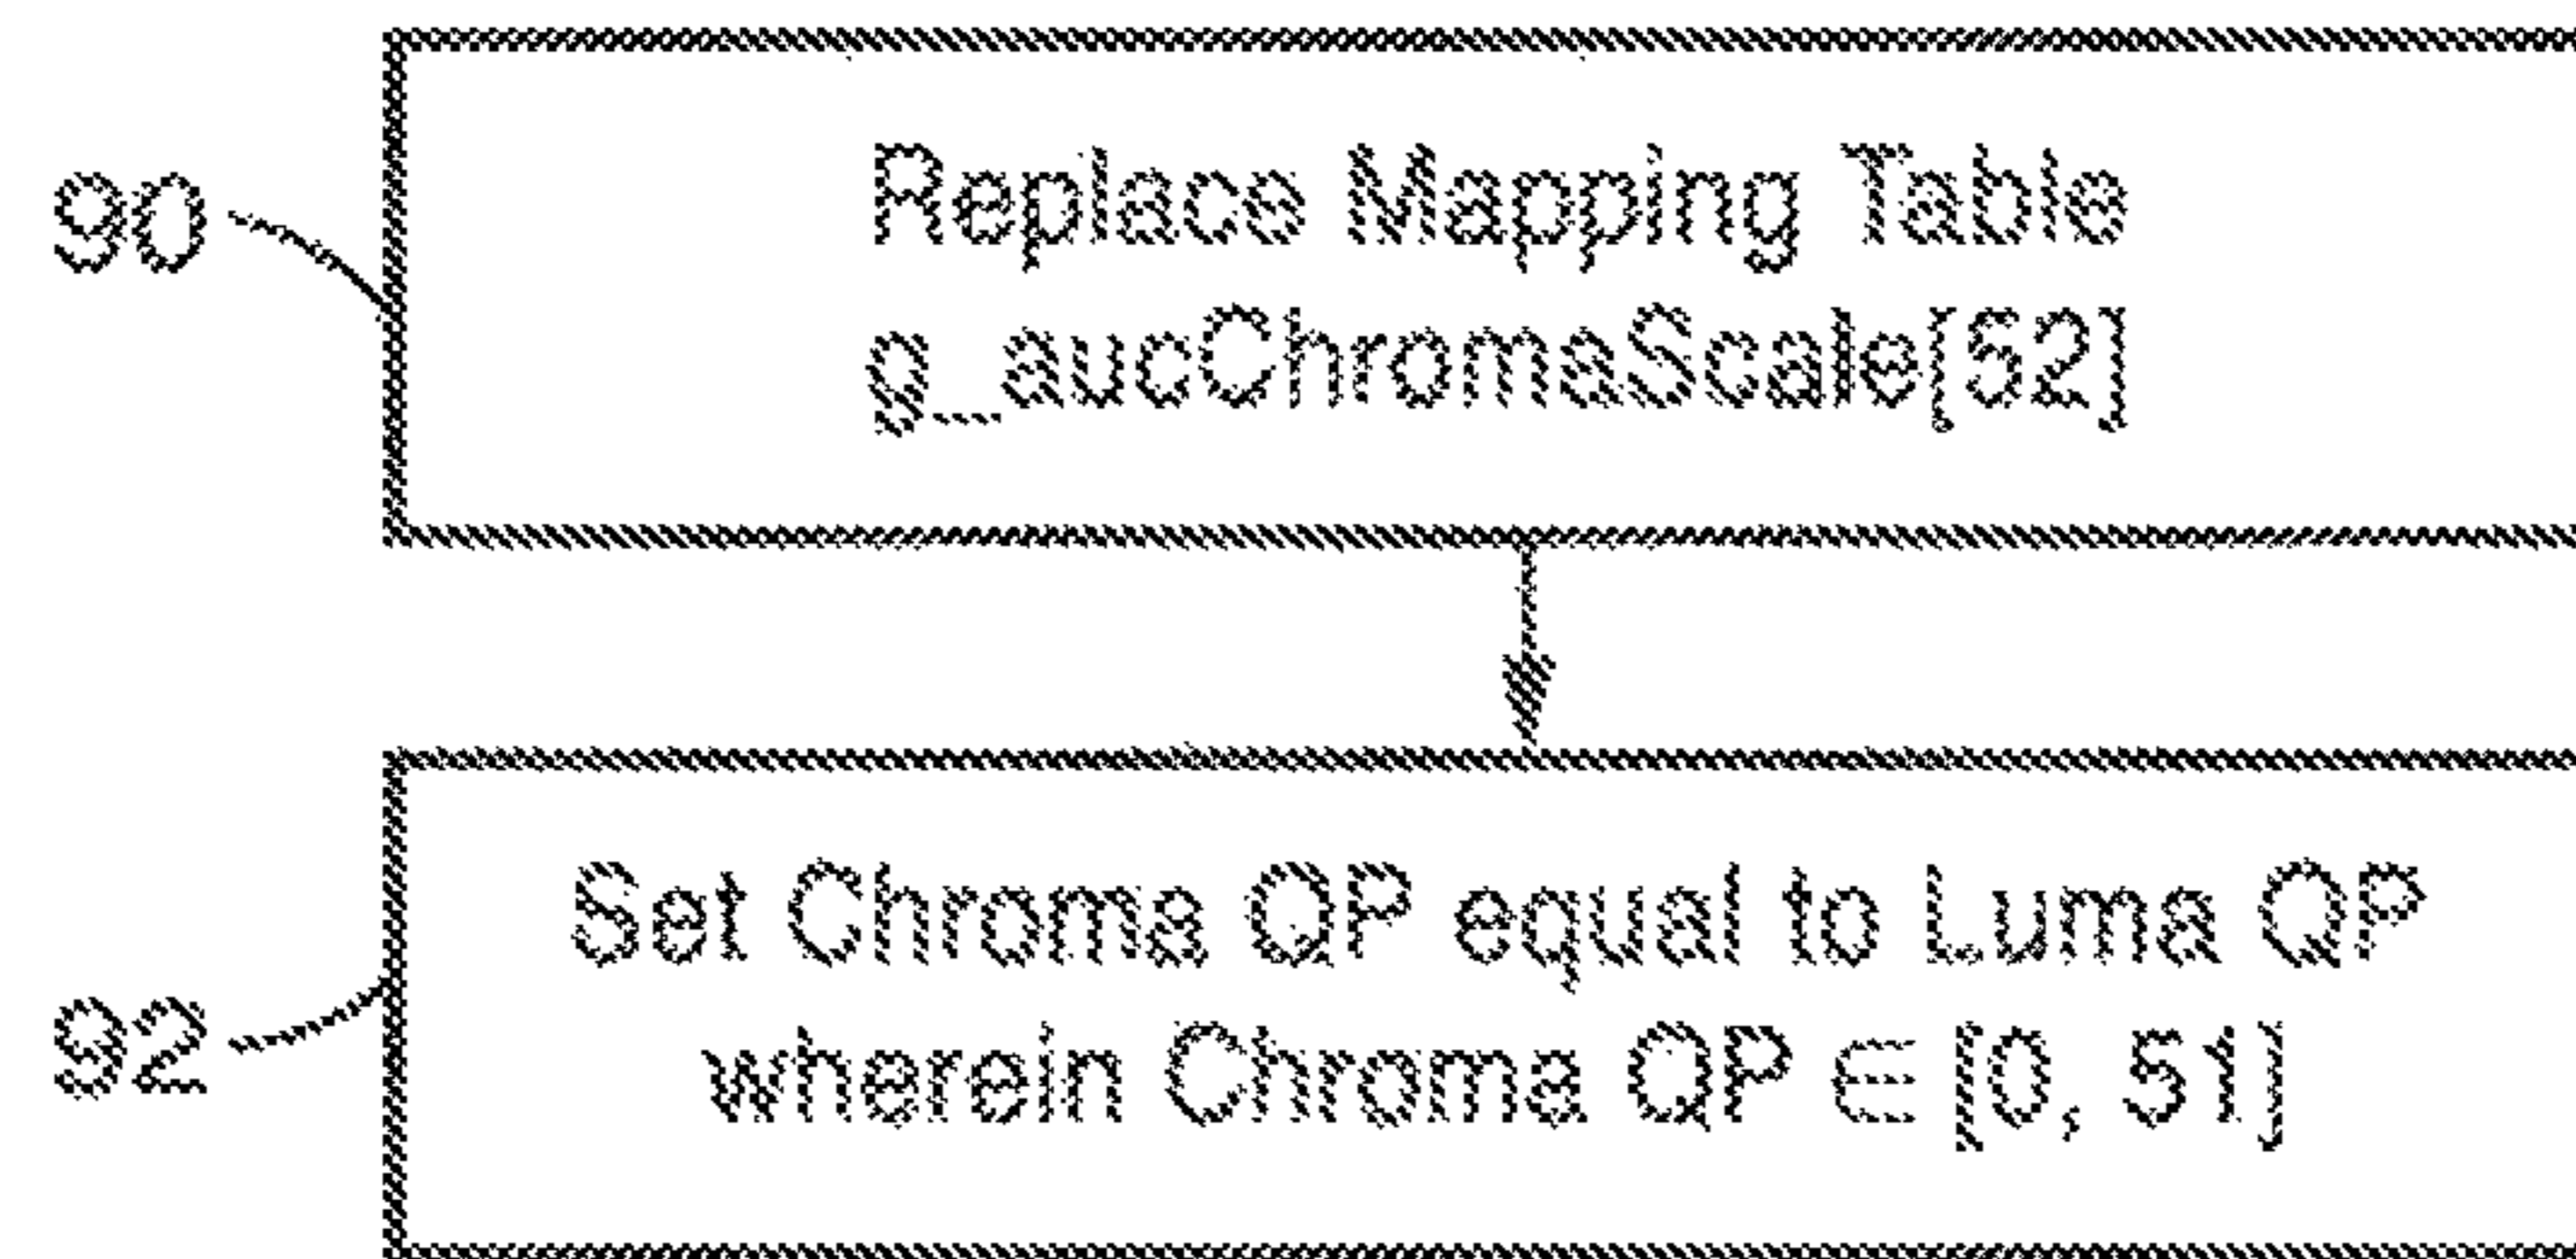 90
Replace Mapping Table
g_aucChromaScale[52]
92
Set Chroma QP equal to Luma QP
wherein Chroma QP ∈ [0, 51]